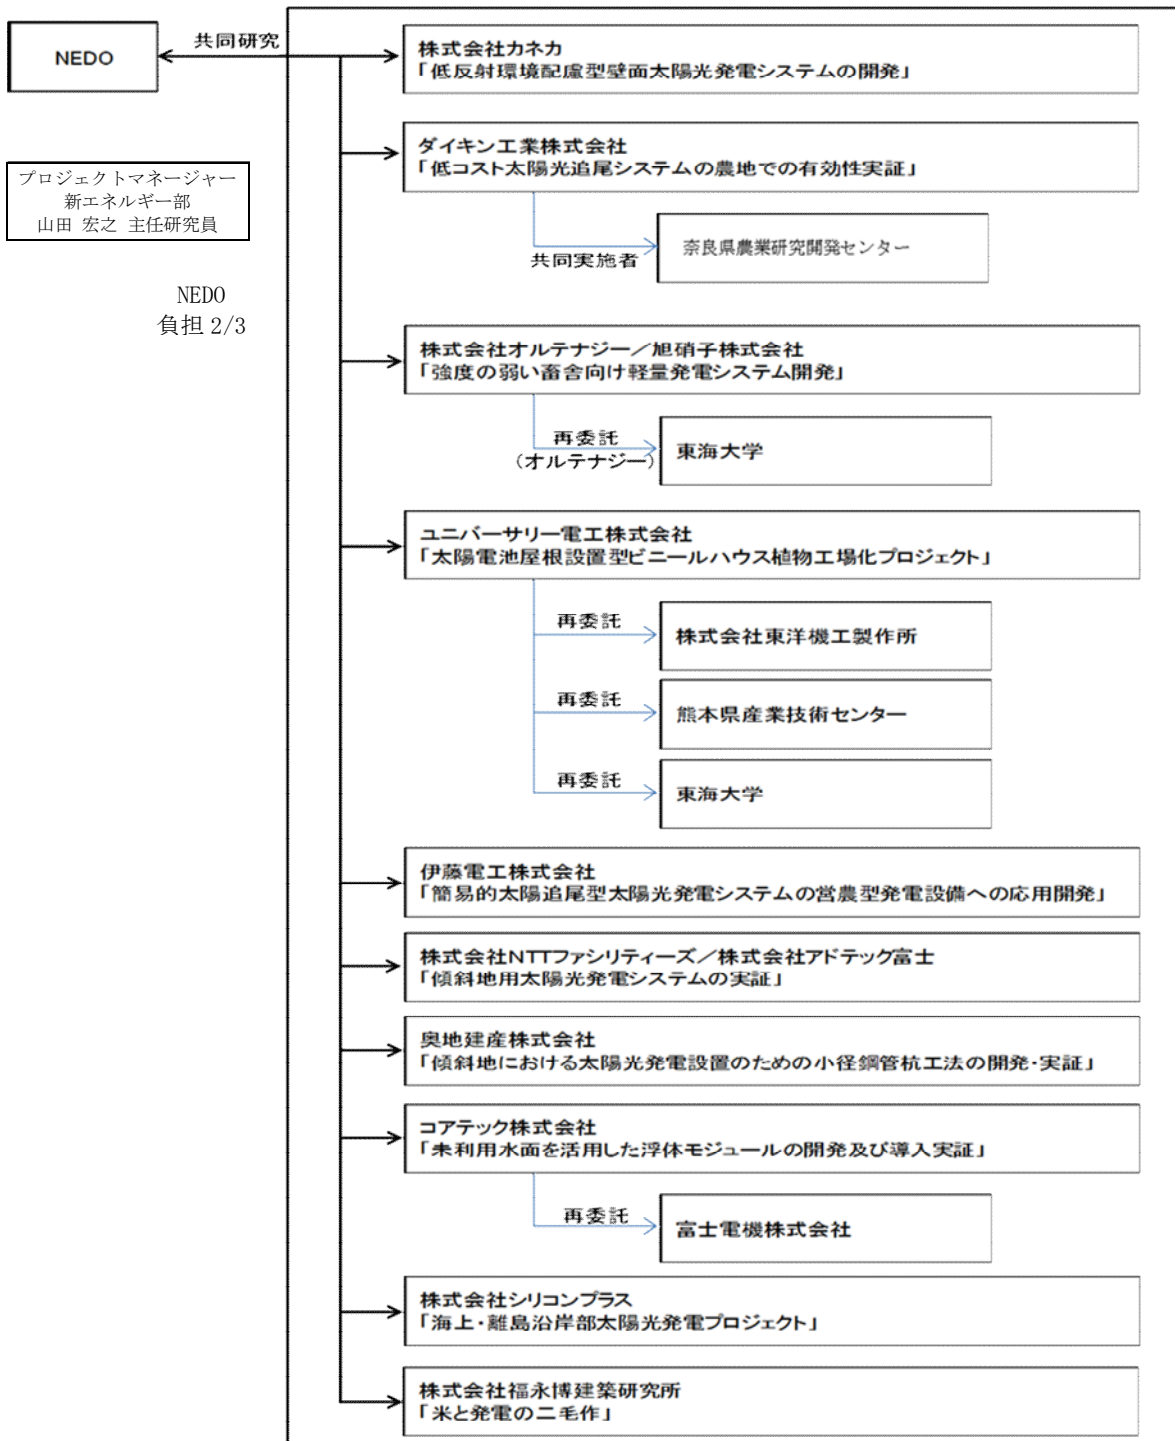 NEDO
共同研究
プロジェクトマネージャー
新エネルギー部
山田 宏之 主任研究員
NEDO
負担 2/3
株式会社カネカ
「低反射環境配慮型壁面太陽光発電システムの開発」
ダイキン工業株式会社
「低コスト太陽光追尾システムの農地での有効性実証」
共同実施者
奈良県農業研究開発センター
株式会社オルテナジー／旭硝子株式会社
「強度の弱い畜舎向け軽量発電システム開発」
再委託
（オルテナジー）
東海大学
ユニバーサリー電工株式会社
「太陽電池屋根設置型ビニールハウス植物工場化プロジェクト」
再委託
株式会社東洋機工製作所
再委託
熊本県産業技術センター
再委託
東海大学
伊藤電工株式会社
「簡易的太陽追尾型太陽光発電システムの営農型発電設備への応用開発」
株式会社NTTファシリティーズ／株式会社アドテック富士
「傾斜地用太陽光発電システムの実証」
奥地建産株式会社
「傾斜地における太陽光発電設置のための小径鋼管杭工法の開発・実証」
コアテック株式会社
「未利用水面を活用した浮体モジュールの開発及び導入実証」
再委託
富士電機株式会社
株式会社シリコンプラス
「海上・離島沿岸部太陽光発電プロジェクト」
株式会社福永博建築研究所
「米と発電の二毛作」